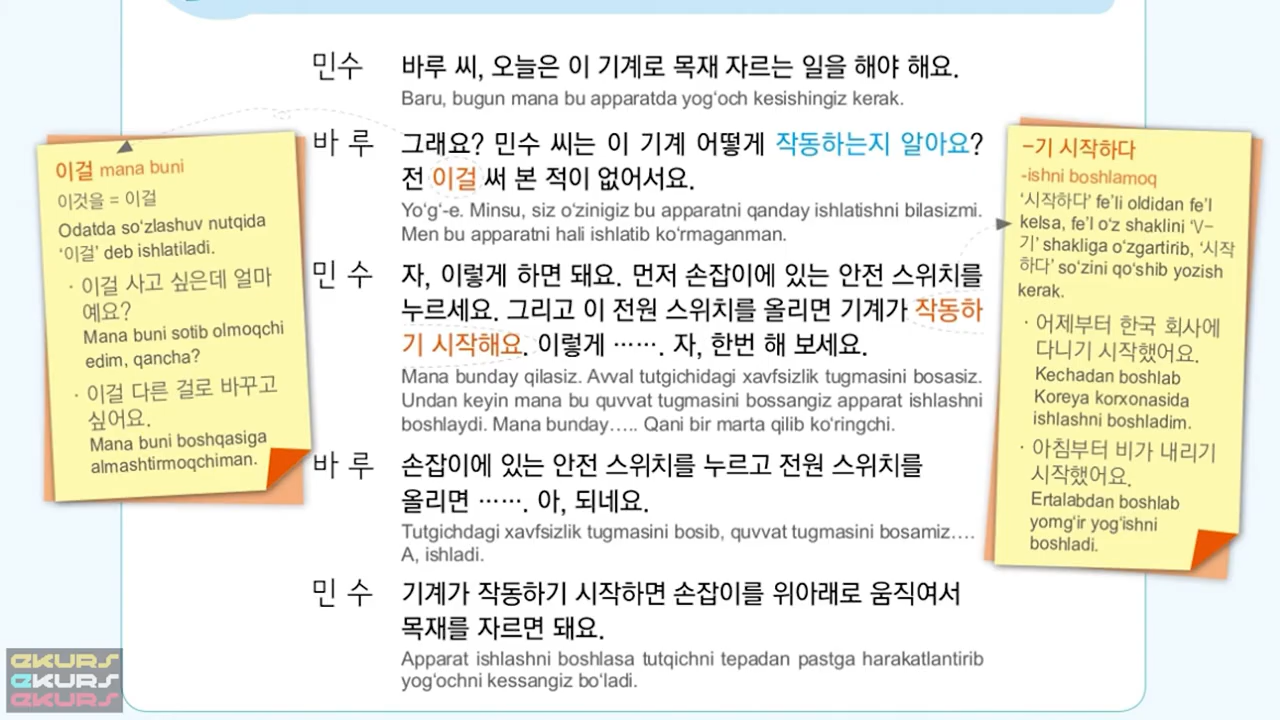 민수 바루 씨, 오늘은 이 기계로 목재 자르는 일을 해야 해요.
Baru, bugun mana bu apparatda yog‘och kesishingiz kerak.
바 루 그래요? 민수 씨는 이 기계 어떻게 작동하는지 알아요?
전 이걸 써 본 적이 없어서요.
Yo‘g‘-e. Minsu, siz o‘zinigiz bu apparatni qanday ishlatishni bilasizmi.
Men bu apparatni hali ishlatib ko‘rmaganman.
민 수 자, 이렇게 하면 돼요. 먼저 손잡이에 있는 안전 스위치를
누르세요. 그리고 이 전원 스위치를 올리면 기계가 작동하
기 시작해요. 이렇게 ……. 자, 한번 해 보세요.
Mana bunday qilasiz. Avval tutgichidagi xavfsizlik tugmasini bosasiz.
Undan keyin mana bu quvvat tugmasini bossangiz apparat ishlashni
boshlaydi. Mana bunday….. Qani bir marta qilib ko‘ringchi.
바 루 손잡이에 있는 안전 스위치를 누르고 전원 스위치를
올리면 ……. 아, 되네요.
Tutgichdagi xavfsizlik tugmasini bosib, quvvat tugmasini bosamiz….
A, ishladi.
민 수 기계가 작동하기 시작하면 손잡이를 위아래로 움직여서
목재를 자르면 돼요.
Apparat ishlashni boshlasa tutqichni tepadan pastga harakatlantirib
yog‘ochni kessangiz bo‘ladi.
이걸 mana buni
이것을 = 이걸
Odatda so‘zlashuv nutqida
‘이걸’ deb ishlatiladi.
· 이걸 사고 싶은데 얼마
예요?
Mana buni sotib olmoqchi
edim, qancha?
· 이걸 다른 걸로 바꾸고
싶어요.
Mana buni boshqasiga
almashtirmoqchiman.
-기 시작하다
-ishni boshlamoq
‘시작하다’ fe’li oldidan fe’l
kelsa, fe’l o‘z shaklini ‘V-
기’ shakliga o‘zgartirib, ‘시작
하다’ so‘zini qo‘shib yozish
kerak.
· 어제부터 한국 회사에
다니기 시작했어요.
Kechadan boshlab
Koreya korxonasida
ishlashni boshladim.
· 아침부터 비가 내리기
시작했어요.
Ertalabdan boshlab
yomg‘ir yog‘ishni
boshladi.
EKURS
EKURS
EKURS